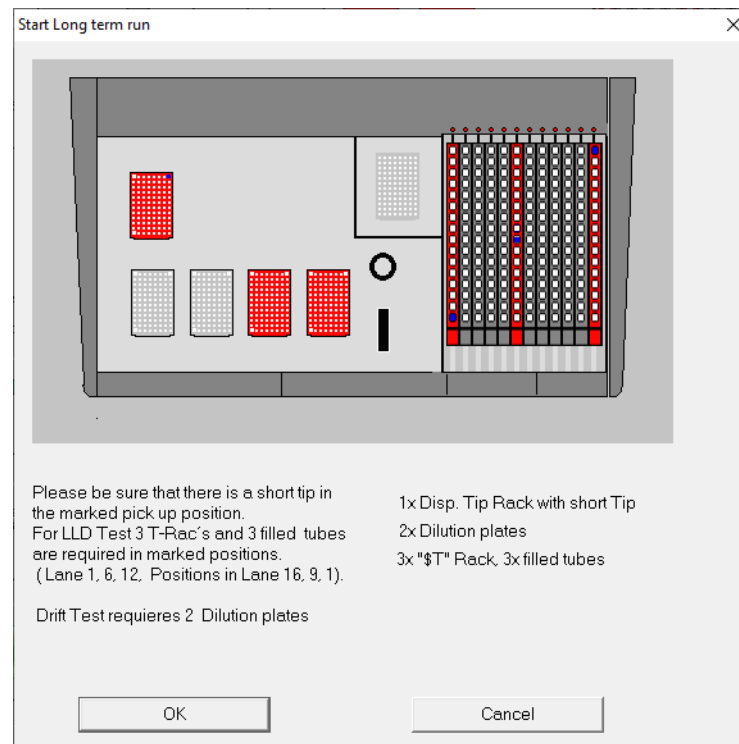 Start Long term run
Please be sure that there is a short tip in
the marked pick up position.
For LLD Test 3 T-Rac´s and 3 filled tubes
are required in marked positions.
( Lane 1, 6, 12, Positions in Lane 16, 9, 1).
Drift Test requieres 2 Dilution plates
1x Disp. Tip Rack with short Tip
2x Dilution plates
3x "$T" Rack, 3x filled tubes
OK
Cancel